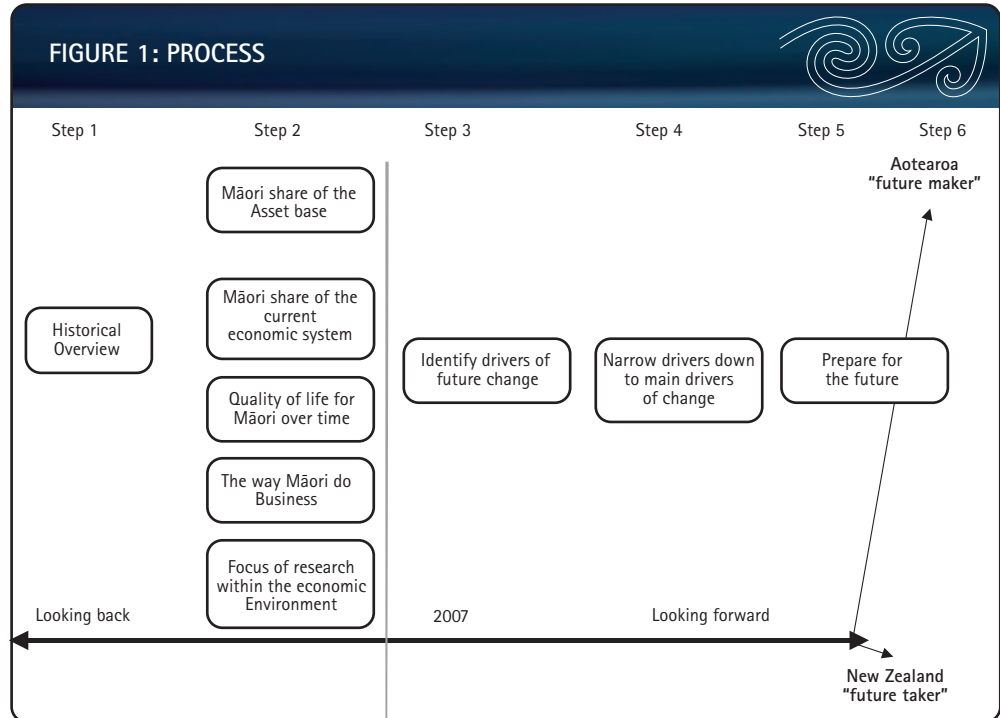 FIGURE 1: PROCESS
Step 1
Step 2
Step 3
Step 4
Step 5
Step 6
Historical
Overview
Māori share of the
Asset base
Māori share of the
current
economic system
Quality of life for
Māori over time
The way Māori do
Business
Focus of research
within the economic
Environment
Identify drivers of
future change
Narrow drivers down
to main drivers
of change
Prepare for
the future
Aotearoa
“future maker”
Looking back
2007
Looking forward
New Zealand
“future taker”